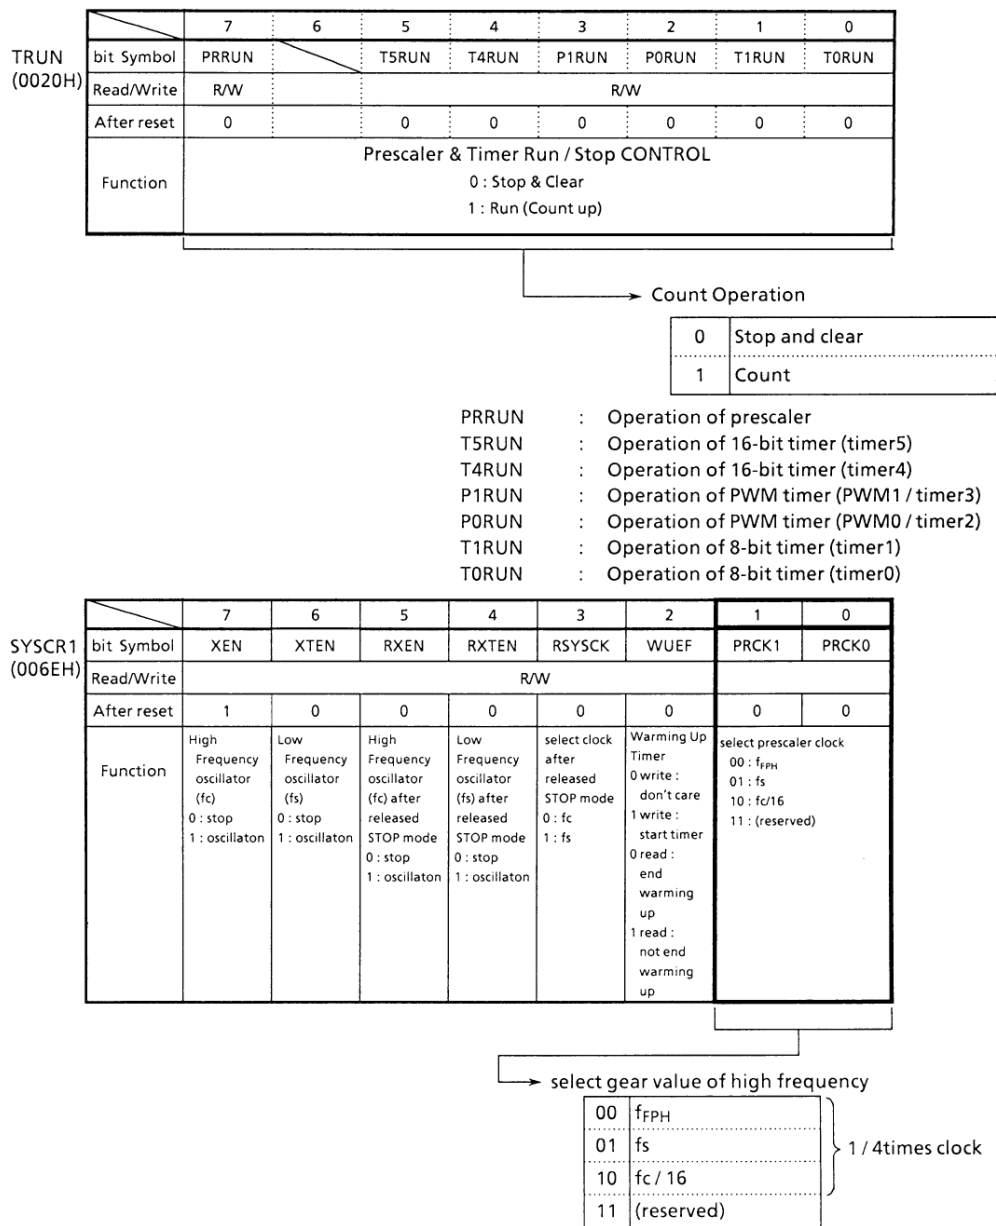 7 6 5 4 3 2 1 0
TRUN (0020H)
bit Symbol PRRUN T5RUN T4RUN P1RUN P0RUN T1RUN T0RUN
Read/Write R/W R/W
After reset 0 0 0 0 0 0 0
Function
Prescaler & Timer Run / Stop CONTROL
0 : Stop & Clear
1 : Run (Count up)
Count Operation
0 Stop and clear
1 Count
PRRUN : Operation of prescaler
T5RUN : Operation of 16-bit timer (timer5)
T4RUN : Operation of 16-bit timer (timer4)
P1RUN : Operation of PWM timer (PWM1 / timer3)
P0RUN : Operation of PWM timer (PWM0 / timer2)
T1RUN : Operation of 8-bit timer (timer1)
T0RUN : Operation of 8-bit timer (timer0)
7 6 5 4 3 2 1 0
SYSCR1 (006EH)
bit Symbol XEN XTEN RXEN RXTEN RSYSCK WUEF PRCK1 PRCK0
Read/Write R/W
After reset 1 0 0 0 0 0 0 0
Function
High
Frequency
oscillator
(fc)
0 : stop
1 : oscillaton
Low
Frequency
oscillator
(fs)
0 : stop
1 : oscillaton
High
Frequency
oscillator
(fc) after
released
STOP mode
0 : stop
1 : oscillaton
Low
Frequency
oscillator
(fs) after
released
STOP mode
0 : stop
1 : oscillaton
select clock
after
released
STOP mode
0 : fc
1 : fs
Warming Up
Timer
0 write :
don't care
1 write :
start timer
0 read :
end
warming
up
1 read :
not end
warming
up
select prescaler clock
00 : fFPH
01 : fs
10 : fc/16
11 : (reserved)
select gear value of high frequency
00 fFPH
01 fs
10 fc / 16
11 (reserved)
1 / 4times clock